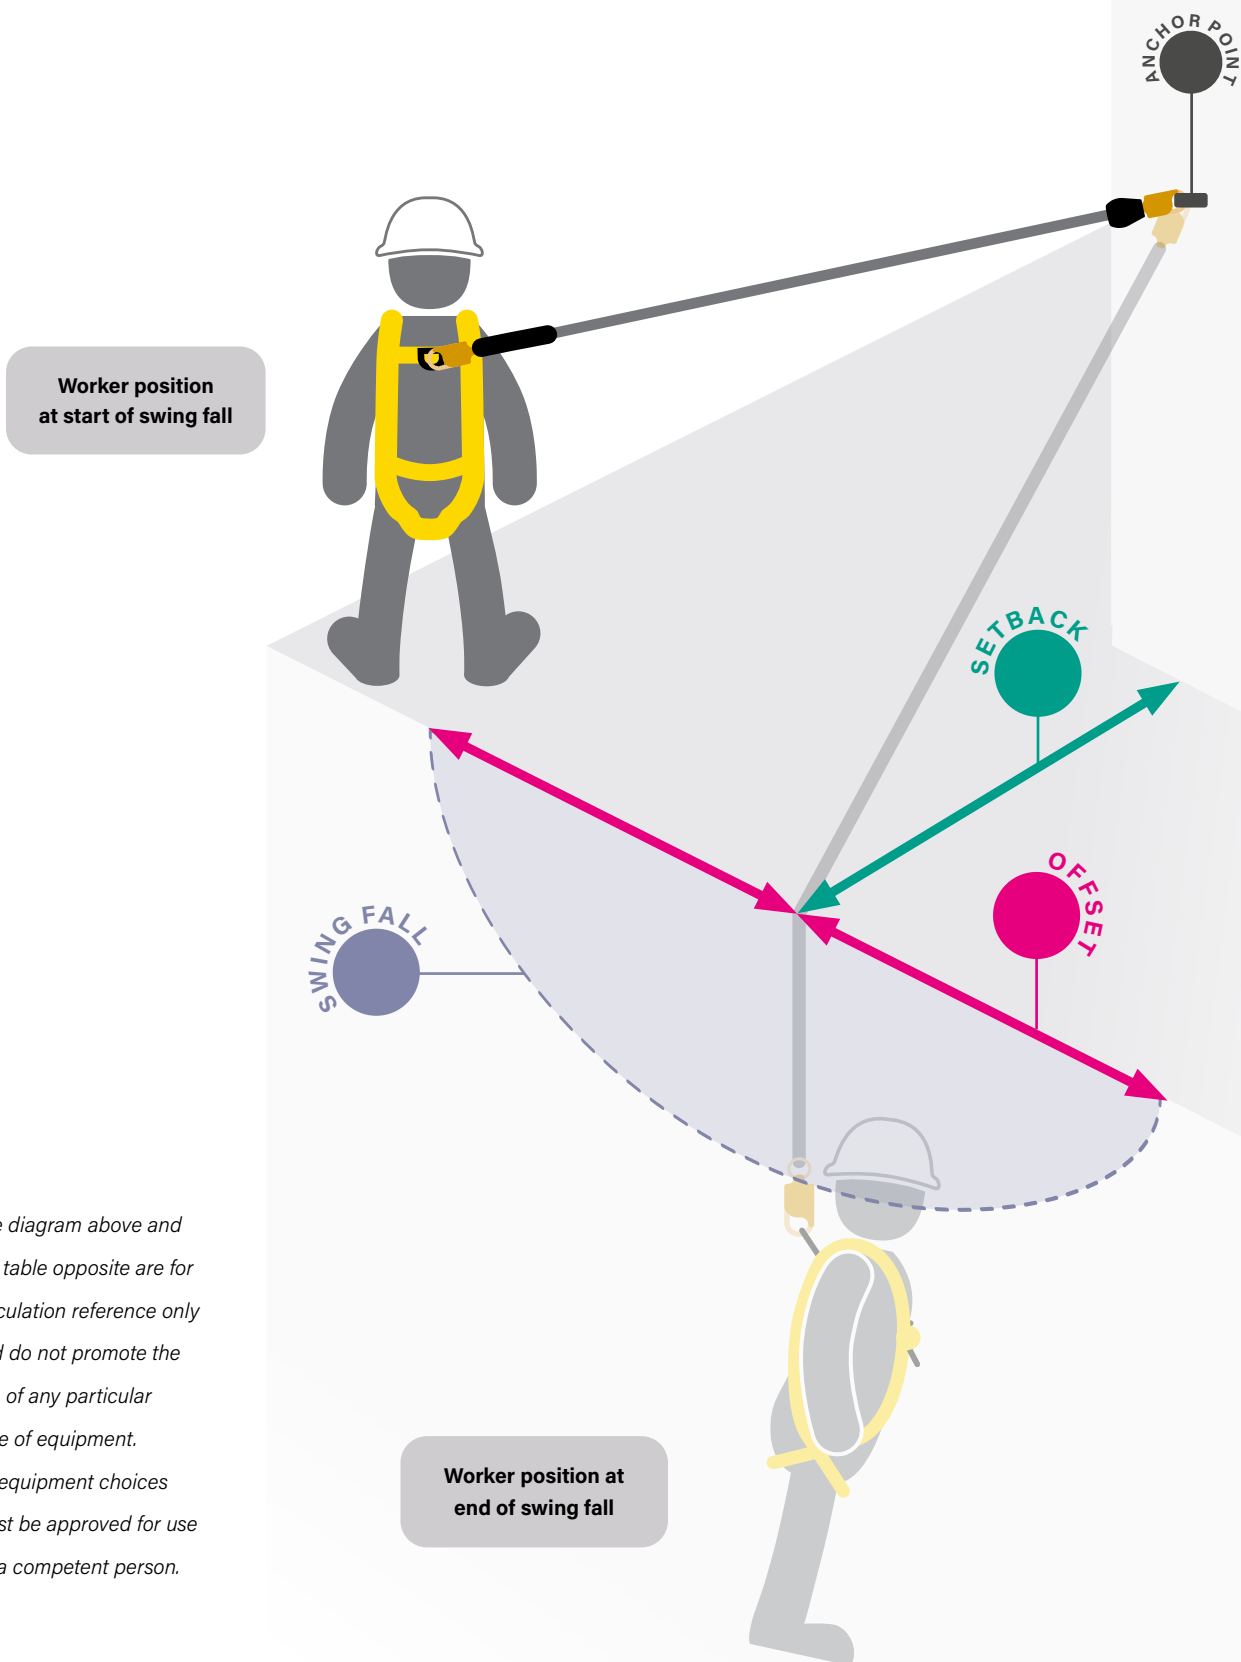 ANCHOR POINT
Worker position
at start of swing fall
SETBACK
OFFSET
SWING FALL
diagram above and
table opposite are for
reference only
do not promote the
of any particular
of equipment.
equipment choices
be approved for use
a competent person.
Worker position at
end of swing fall